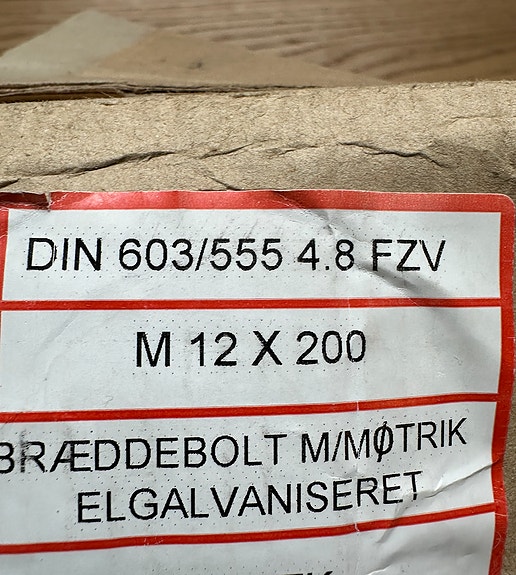 DIN 603/555 4.8 FZV
M 12 X 200
BRÆDDEBOLT M/MØTRIK
ELGALVANISERET